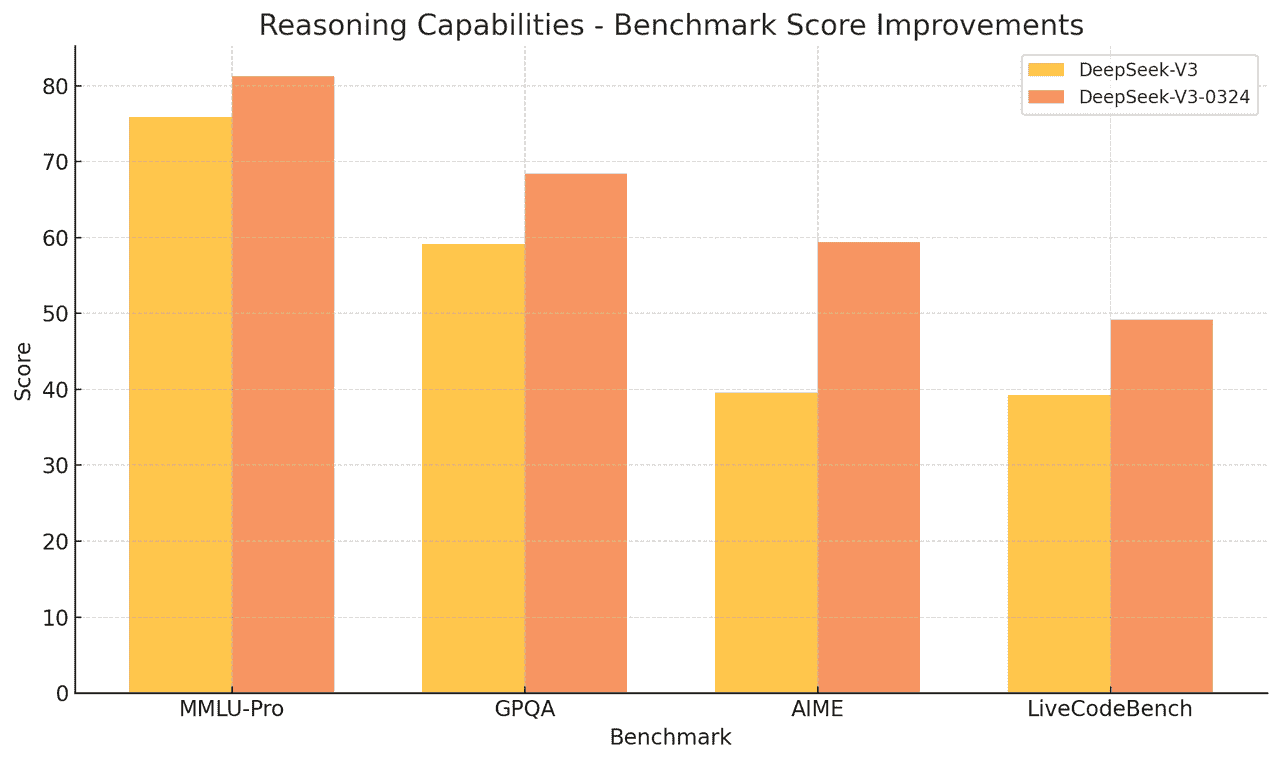 Reasoning Capabilities - Benchmark Score Improvements
DeepSeek-V3
DeepSeek-V3-0324
80
70
60
50
40
30
20
10
0
Score
MMLU-Pro GPQA AIME LiveCodeBench
Benchmark